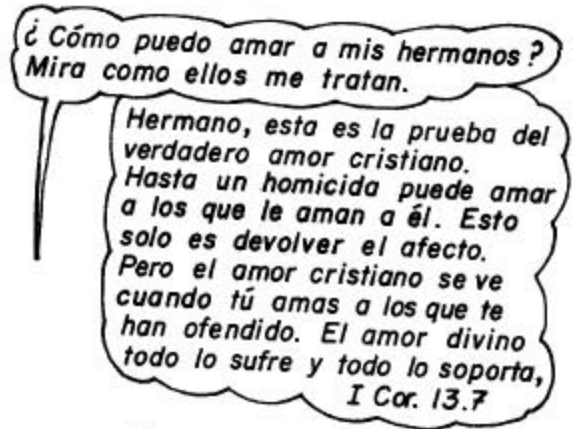 ¿Cómo puedo amar a mis hermanos?
Mira como ellos me tratan.
Hermano, esta es la prueba del
verdadero amor cristiano.
Hasta un homicida puede amar
a los que le aman a él. Esto
solo es devolver el afecto.
Pero el amor cristiano se ve
cuando tú amas a los que te
han ofendido. El amor divino
todo lo sufre y todo lo soporta,
I Cor. 13.7